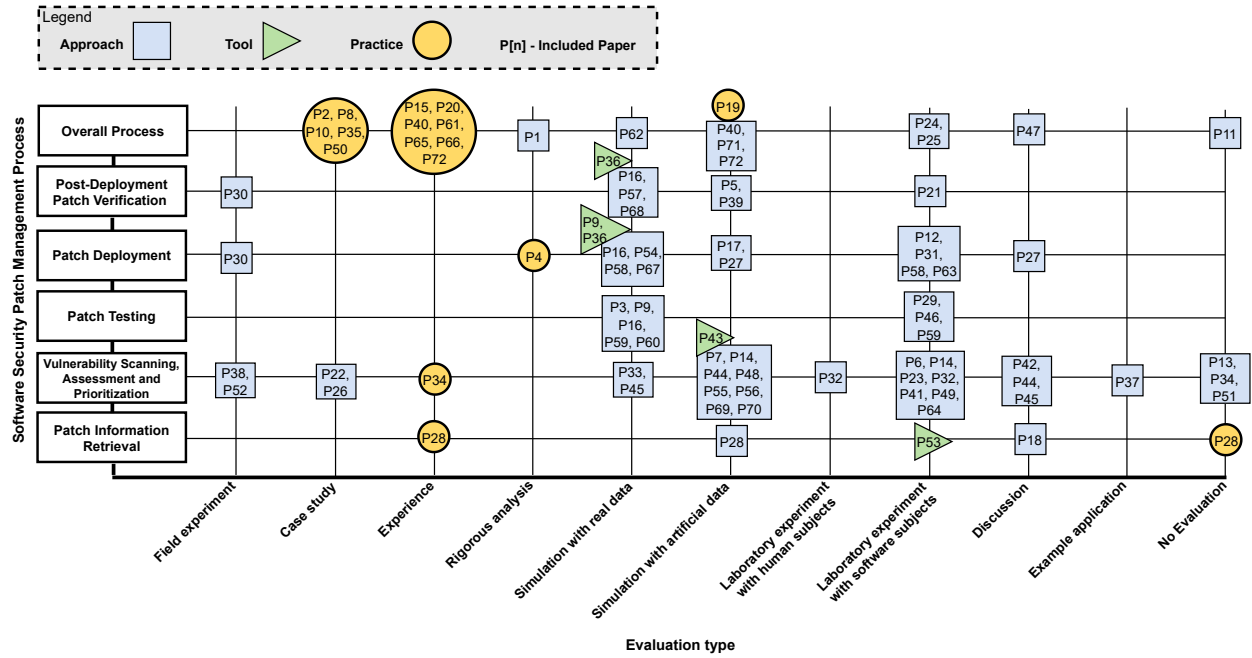 Legend
Approach
Tool
Practice
P[n] - Included Paper
Software Security Patch Management Process
Overall Process
P2, P8,
P10, P35,
P50
P15, P20,
P40, P61,
P65, P66,
P72
P1
P62
P19
P40,
P71,
P72
P24,
P25
P47
P11
P36
Post-Deployment
Patch Verification
P30
P16,
P57,
P68
P5,
P39
P21
P9,
P36
Patch Deployment
P30
P4
P16, P54,
P58, P67
P17,
P27
P12,
P31,
P58, P63
P27
Patch Testing
P3, P9,
P16,
P59, P60
P29,
P46,
P59
P43
Vulnerability Scanning,
Assessment and
Prioritization
P38,
P52
P22,
P26
P34
P33,
P45
P7, P14,
P44, P48,
P55, P56,
P69, P70
P32
P6, P14,
P23, P32,
P41, P49,
P64
P42,
P44,
P45
P37
P13,
P34,
P51
Patch Information
Retrieval
P28
P28
P53
P18
P28
Field experiment
Case study
Experience
Rigorous analysis
Simulation with real data
Simulation with artificial data
Laboratory experiment
with human subjects
Laboratory experiment
with software subjects
Discussion
Example application
No Evaluation
Evaluation type